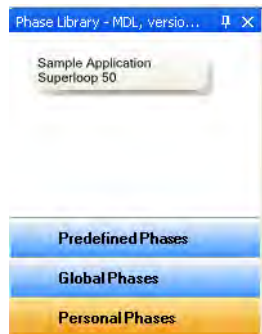 Phase Library - MDL, versio...
Sample Application
Superloop 50
Predefined Phases
Global Phases
Personal Phases